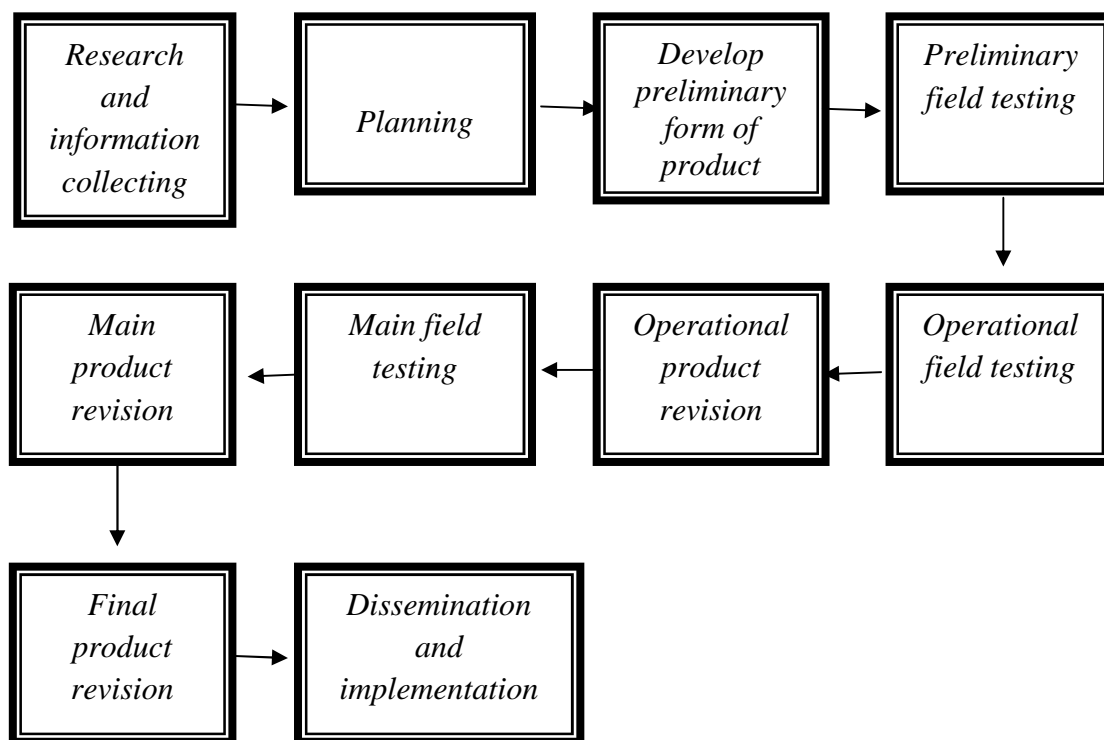 Research
and
information
collecting
Planning
Develop
preliminary
form of
product
Preliminary
field testing
Operational
field testing
Operational
product
revision
Main field
testing
Main
product
revision
Final
product
revision
Dissemination
and
implementation